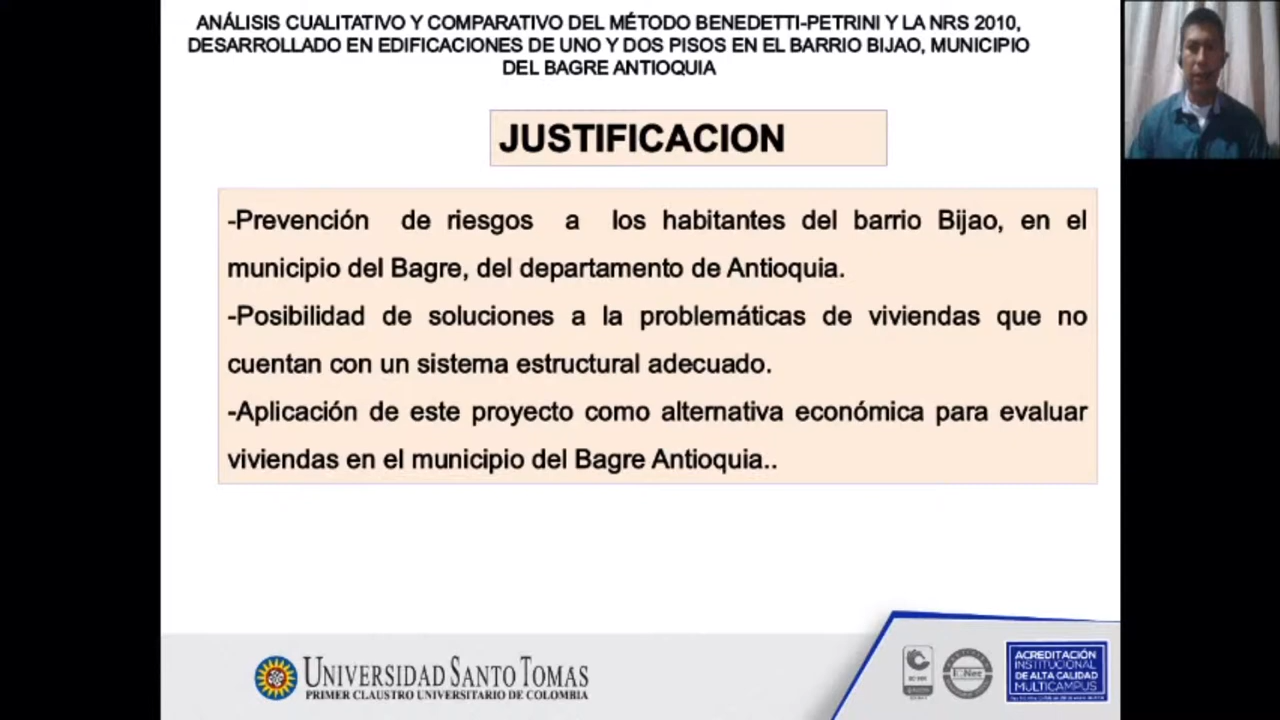 ANÁLISIS CUALITATIVO Y COMPARATIVO DEL MÉTODO BENEDETTI-PETRINI Y LA NRS 2010,
DESARROLLADO EN EDIFICACIONES DE UNO Y DOS PISOS EN EL BARRIO BIJAO, MUNICIPIO
DEL BAGRE ANTIOQUIA
JUSTIFICACION
-Prevención de riesgos a los habitantes del barrio Bijao, en el
municipio del Bagre, del departamento de Antioquia.
-Posibilidad de soluciones a la problemáticas de viviendas que no
cuentan con un sistema estructural adecuado.
-Aplicación de este proyecto como alternativa económica para evaluar
viviendas en el municipio del Bagre Antioquia..
UNIVERSIDAD SANTO TOMAS
PRIMER CLAUSTRO UNIVERSITARIO DE COLOMBIA
ACREDITACIÓN
INSTITUCIONAL
DE ALTA CALIDAD
MULTICAMPUS